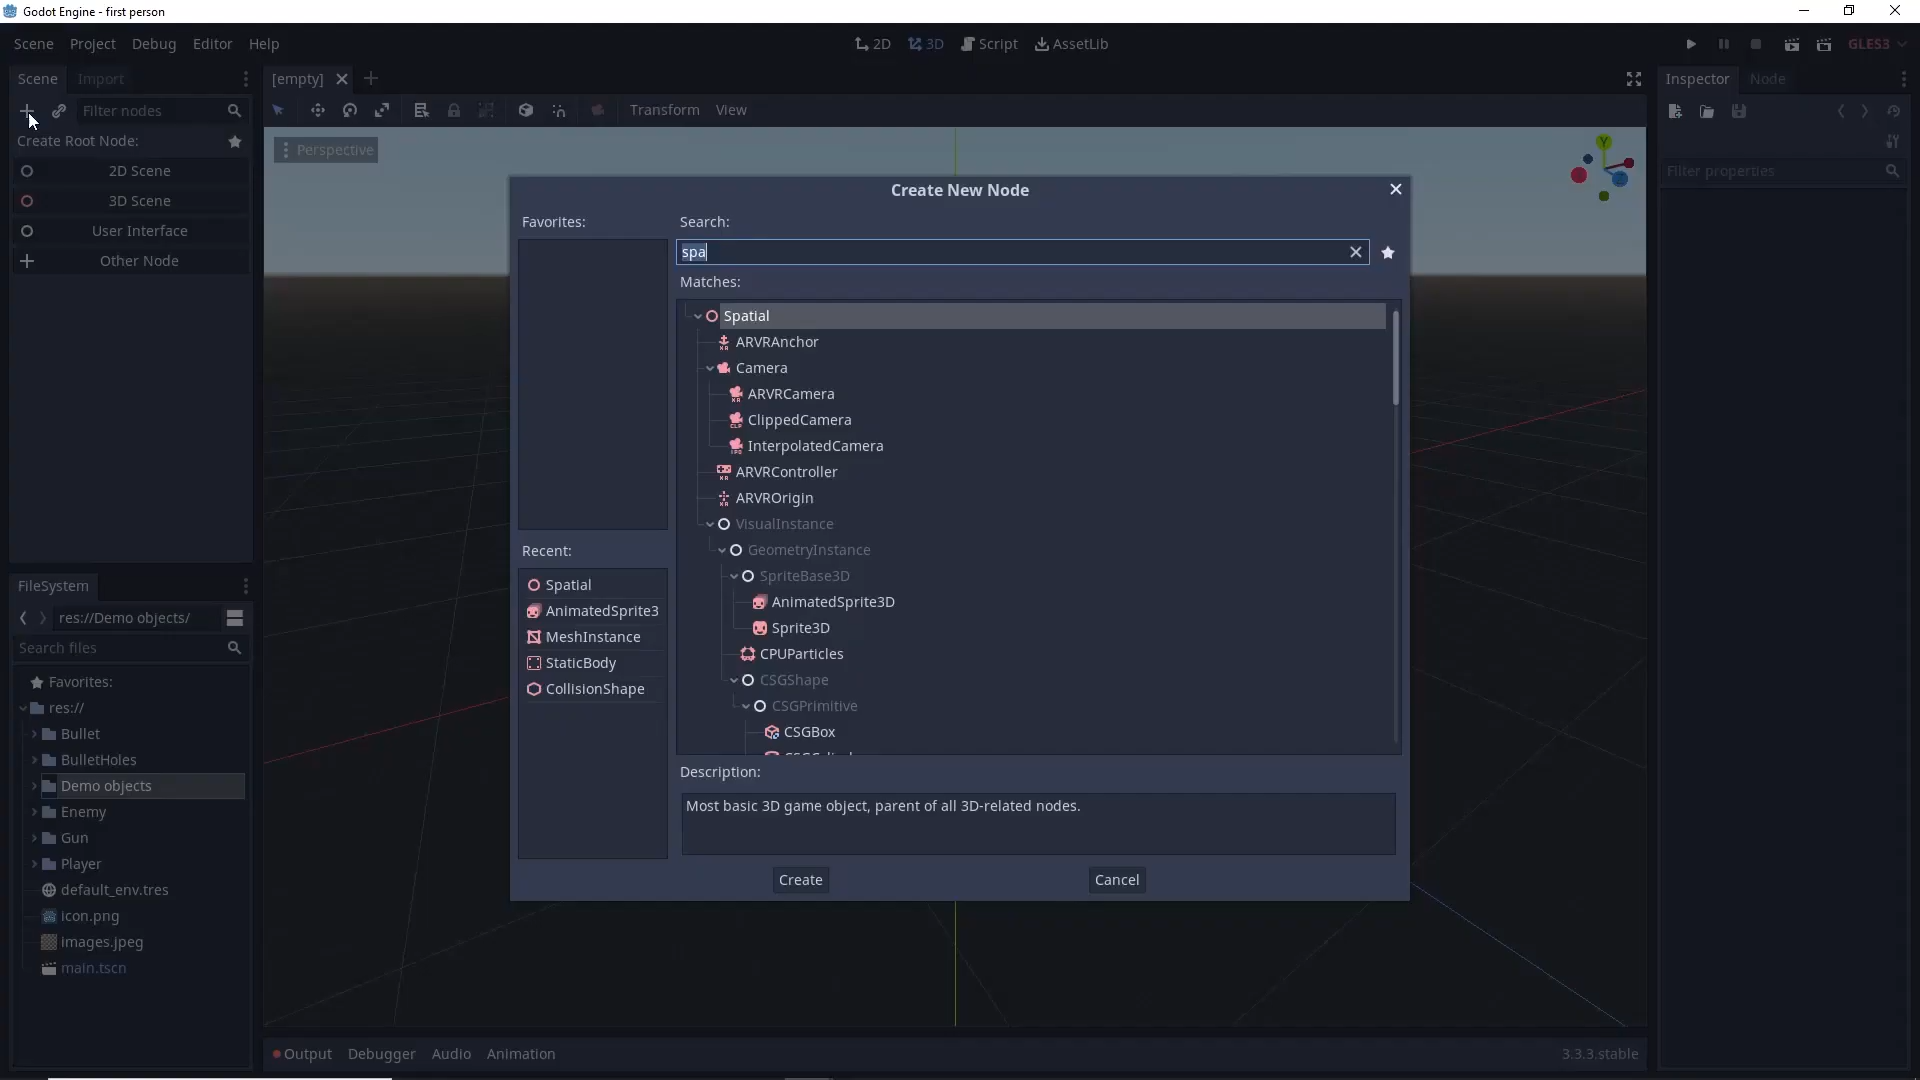 Godot Engine - first person
Scene Project Debug Editor Help
2D 3D Script AssetLib
GLES3
Scene Import
[empty]
Inspector Node
Filter nodes
Transform View
Create Root Node:
2D Scene
3D Scene
User Interface
Other Node
Perspective
Y
Filter properties
Create New Node
Favorites:
Search:
spa
Matches:
Spatial
ARVRAnchor
Camera
ARVRCamera
ClippedCamera
InterpolatedCamera
ARVRController
ARVROrigin
VisualInstance
GeometryInstance
SpriteBase3D
AnimatedSprite3D
Sprite3D
CPUParticles
CSGShape
CSGPrimitive
CSGBox
Recent:
Spatial
AnimatedSprite3
MeshInstance
StaticBody
CollisionShape
Description:
Most basic 3D game object, parent of all 3D-related nodes.
Create Cancel
FileSystem
res://Demo objects/
Search files
Favorites:
res://
Bullet
BulletHoles
Demo objects
Enemy
Gun
Player
default_env.tres
icon.png
images.jpeg
main.tscn
Output Debugger Audio Animation
3.3.3.stable